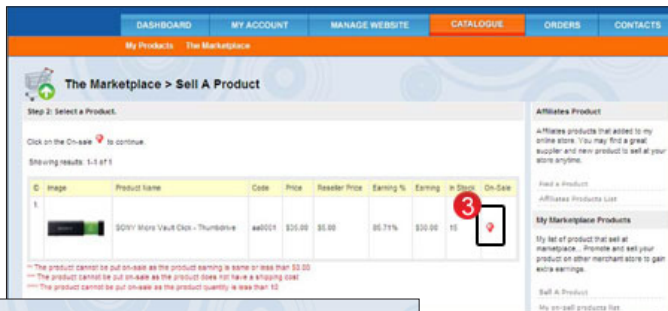 DASHBOARD MY ACCOUNT MANAGE WEBSITE CATALOGUE ORDERS CONTACTS
My Products The Marketplace
The Marketplace > Sell A Product
Step 2: Select a Product.
Click on the On-sale to continue.
Showing results: 1-1 of 1
ID Image Product Name Code Price Reseller Price Earning % Earning In Stock On-Sale
3
1. SONY Micro Vault Click - Thumbdrive aa0001 $35.00 $5.00 85.71% $30.00 15
** The product cannot be put on-sale as the product earning is same or less than $0.00
*** The product cannot be put on-sale as the product does not have a shipping cost
**** The product cannot be put on-sale as the product quantity is less than 10
Affiliates Product
Affiliates products that added to my
online store. You may find a great
supplier and new product to sell at your
store anytime.
Find a Product
Affiliates Products List
My Marketplace Products
My list of product that sell at
marketplace... Promote and sell your
product on other merchant store to gain
extra earnings.
Sell A Product
My on-sell products list